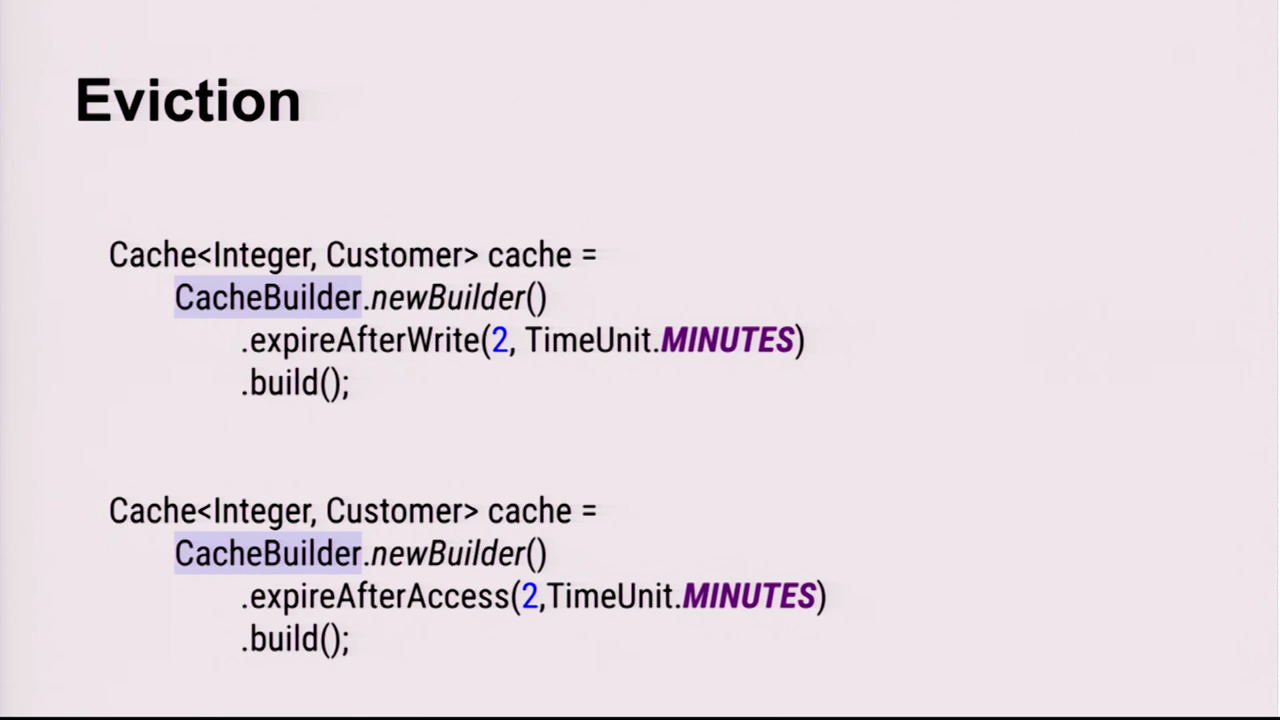 Eviction
Cache<Integer, Customer> cache =
CacheBuilder.newBuilder()
.expireAfterWrite(2, TimeUnit.MINUTES)
.build();
Cache<Integer, Customer> cache =
CacheBuilder.newBuilder()
.expireAfterAccess(2,TimeUnit.MINUTES)
.build();